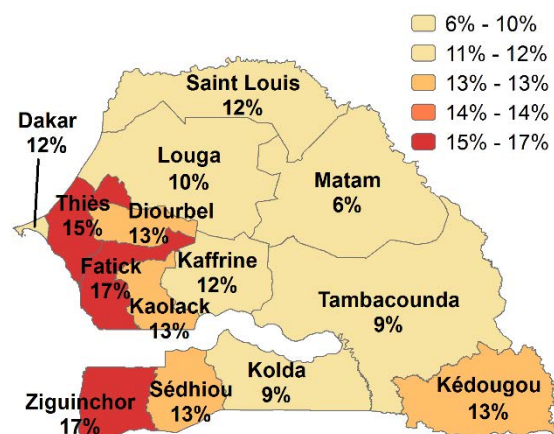 6% - 10%
11% - 12%
13% - 13%
14% - 14%
15% - 17%
Saint Louis
12%
Dakar
12%
Louga
10%
Matam
6%
Thiès
15%
Diourbel
13%
Fatick
17%
Kaffrine
12%
Kaolack
13%
Tambacounda
9%
Ziguinchor
17%
Sédhiou
13%
Kolda
9%
Kédougou
13%